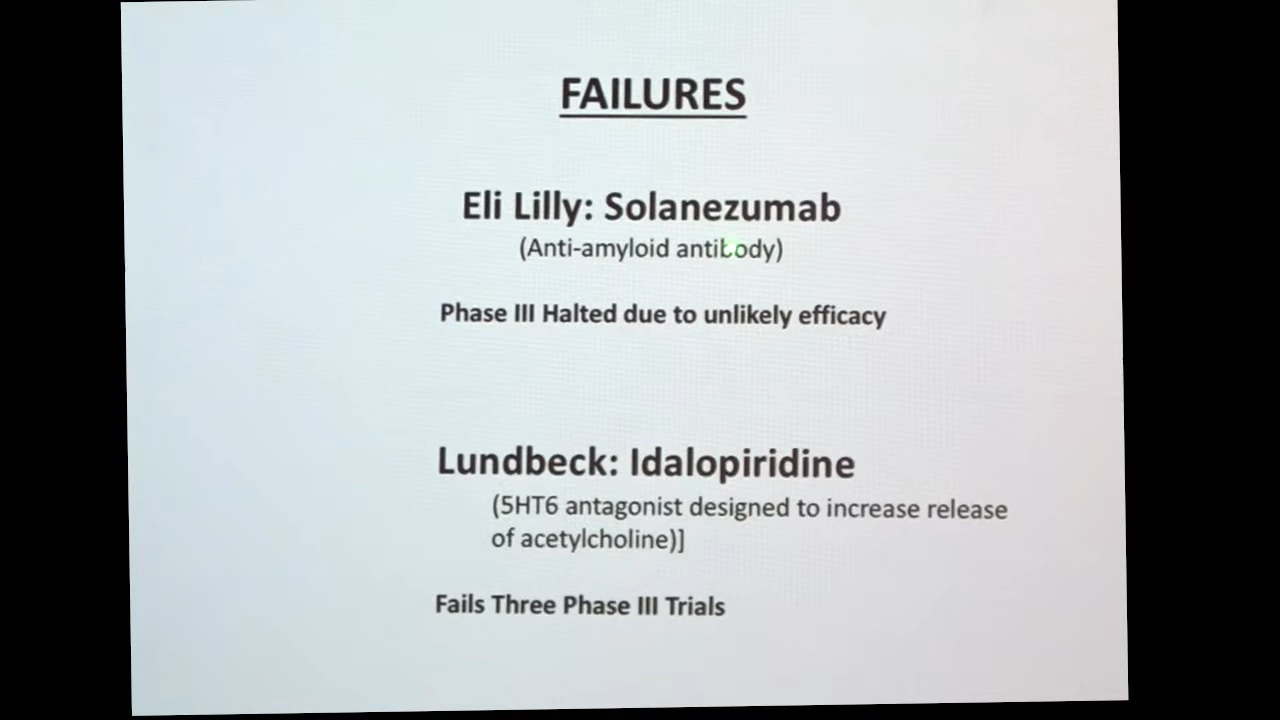 FAILURES
Eli Lilly: Solanezumab
(Anti-amyloid antibody)
Phase III Halted due to unlikely efficacy
Lundbeck: Idalopiridine
(5HT6 antagonist designed to increase release
of acetylcholine)]
Fails Three Phase III Trials